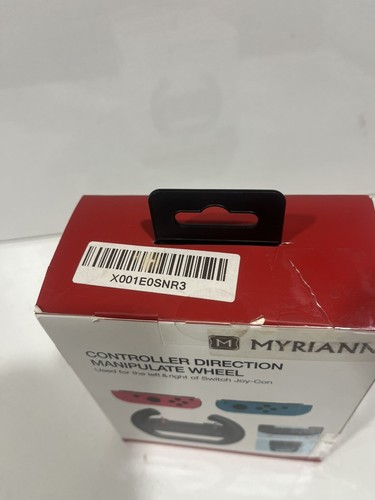 X001E0SNR3
M MYRIANN
CONTROLLER DIRECTION
MANIPULATE WHEEL
Used for the left & right of Switch Joy-Con